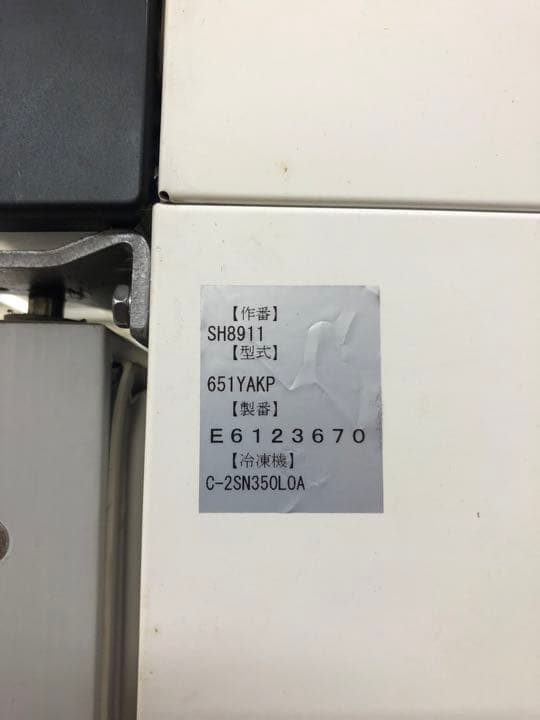 【作番】
SH8911
【型式】
651YAKP
【製番】
E6123670
【冷凍機】
C-2SN350L0A